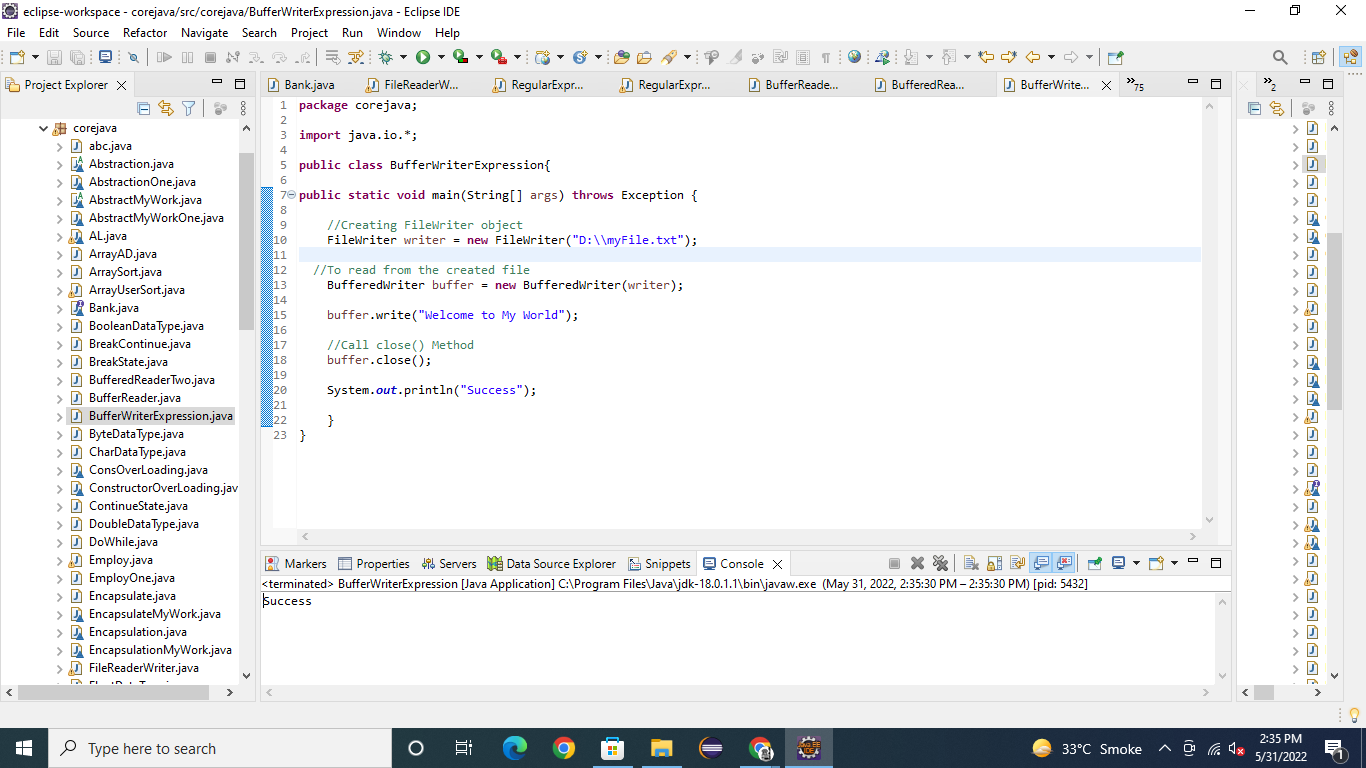 eclipse-workspace - corejava/src/corejava/BufferWriterExpression.java - Eclipse IDE
File Edit Source Refactor Navigate Search Project Run Window Help
Project Explorer
Bank.java FileReaderW... RegularExpr... RegularExpr... BufferReade... BufferedRea... BufferWrite... »75
»2
corejava
abc.java
Abstraction.java
AbstractionOne.java
AbstractMyWork.java
AbstractMyWorkOne.java
AL.java
ArrayAD.java
ArraySort.java
ArrayUserSort.java
Bank.java
BooleanDataType.java
BreakContinue.java
BreakState.java
BufferedReaderTwo.java
BufferReader.java
BufferWriterExpression.java
ByteDataType.java
CharDataType.java
ConsOverLoading.java
ConstructorOverLoading.jav
ContinueState.java
DoubleDataType.java
DoWhile.java
Employ.java
EmployOne.java
Encapsulate.java
EncapsulateMyWork.java
Encapsulation.java
EncapsulationMyWork.java
FileReaderWriter.java
1 package corejava;
2
3 import java.io.*;
4
5 public class BufferWriterExpression{
6
7 public static void main(String[] args) throws Exception {
8
9 //Creating FileWriter object
10 FileWriter writer = new FileWriter("D:\\myFile.txt");
11
12 //To read from the created file
13 BufferedWriter buffer = new BufferedWriter(writer);
14
15 buffer.write("Welcome to My World");
16
17 //Call close() Method
18 buffer.close();
19
20 System.out.println("Success");
21
22 }
23 }
Markers Properties Servers Data Source Explorer Snippets Console
<terminated> BufferWriterExpression [Java Application] C:\Program Files\Java\jdk-18.0.1.1\bin\javaw.exe (May 31, 2022, 2:35:30 PM – 2:35:30 PM) [pid: 5432]
Success
Type here to search
33°C Smoke
2:35 PM
5/31/2022
1